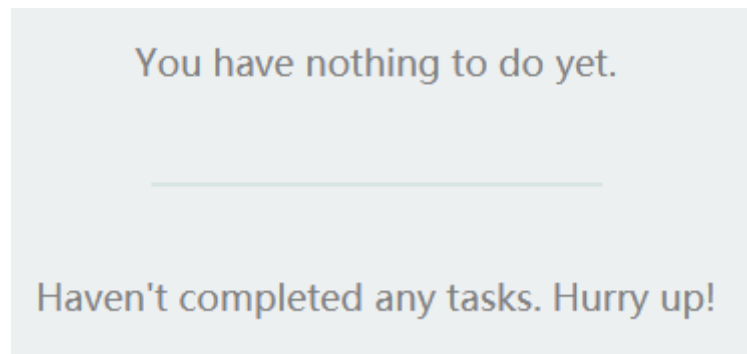 You have nothing to do yet.
Haven't completed any tasks. Hurry up!